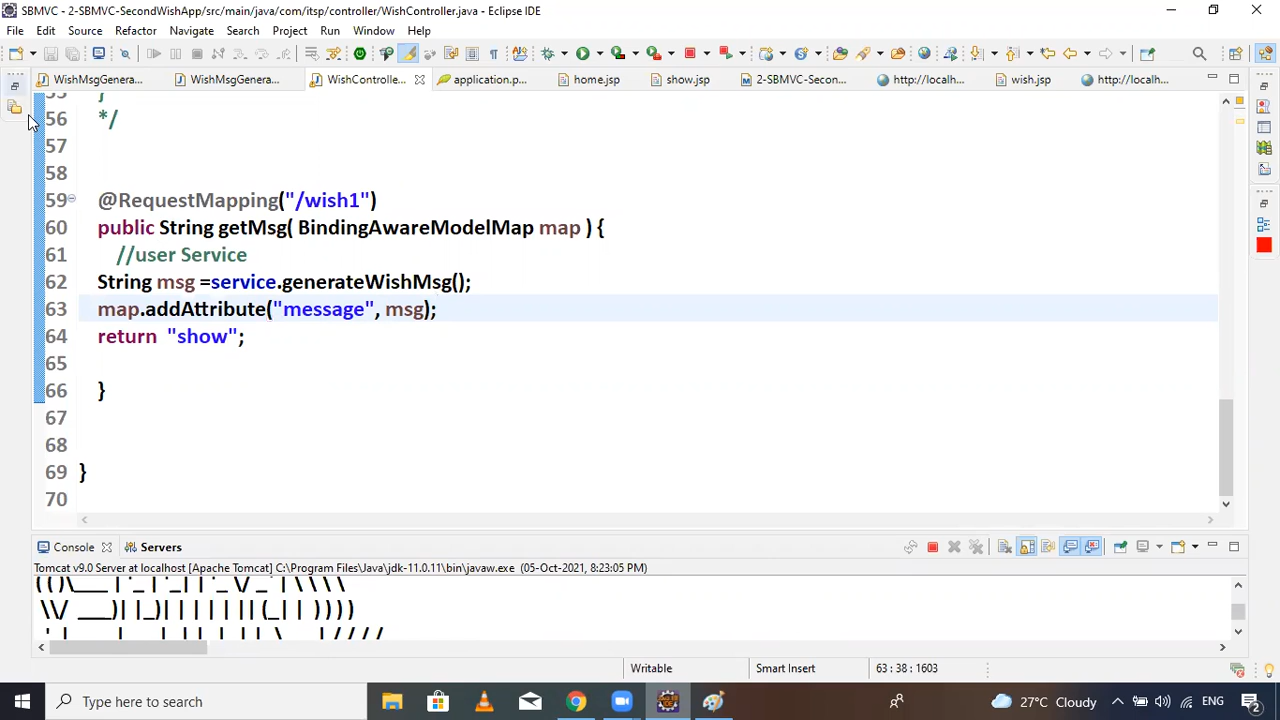 SBMVC - 2-SBMVC-SecondWishApp/src/main/java/com/itsp/controller/WishController.java - Eclipse IDE
File Edit Source Refactor Navigate Search Project Run Window Help
WishMsgGenera... WishMsgGenera... WishController... application.p... home.jsp show.jsp 2-SBMVC-Secon... http://localh... wish.jsp http://localh...
55 }
56 */
57
58
59 @RequestMapping("/wish1")
60 public String getMsg( BindingAwareModelMap map ) {
61 //user Service
62 String msg =service.generateWishMsg();
63 map.addAttribute("message", msg);
64 return "show";
65
66 }
67
68
69 }
70
Console Servers
Tomcat v9.0 Server at localhost [Apache Tomcat] C:\Program Files\Java\jdk-11.0.11\bin\javaw.exe (05-Oct-2021, 8:23:05 PM)
Writable Smart Insert 63 : 38 : 1603
Type here to search 27°C Cloudy ENG 2